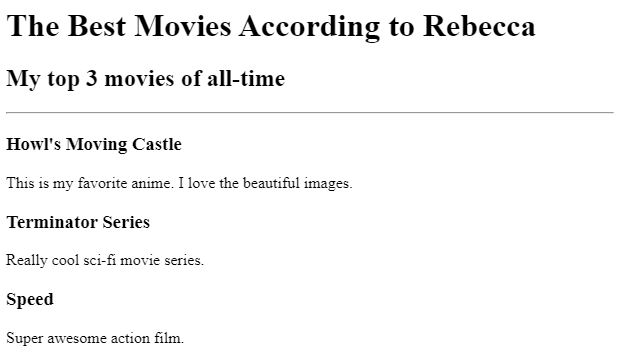 The Best Movies According to Rebecca
My top 3 movies of all-time
Howl's Moving Castle
This is my favorite anime. I love the beautiful images.
Terminator Series
Really cool sci-fi movie series.
Speed
Super awesome action film.